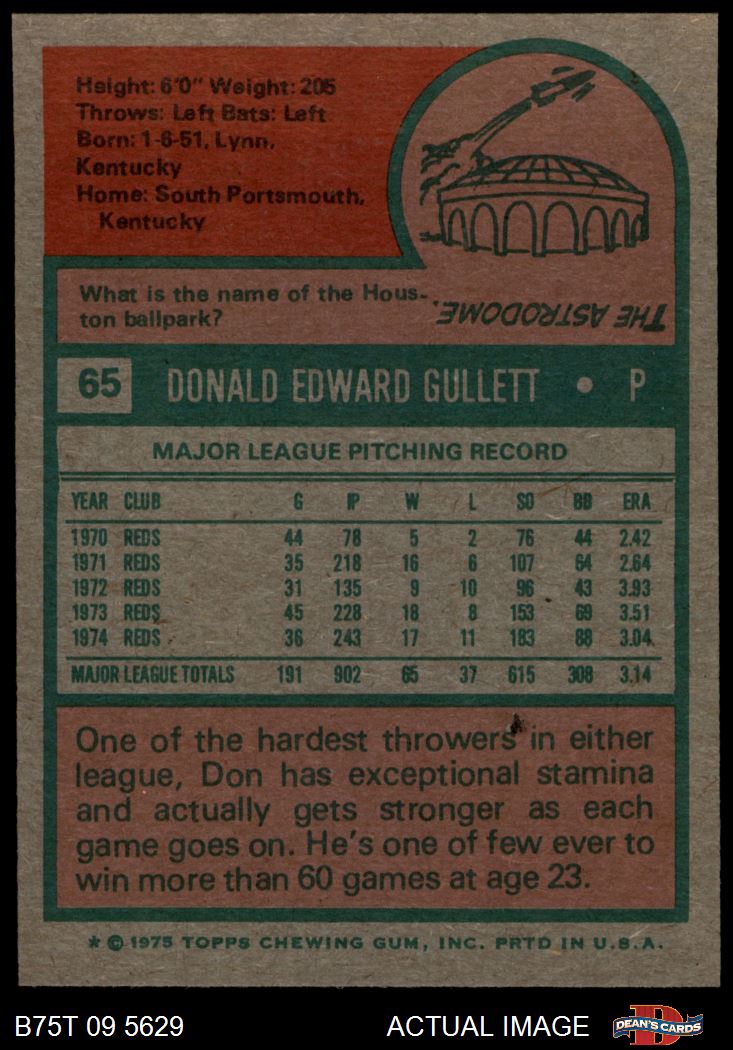 Height: 6'0" Weight: 205
Throws: Left Bats: Left
Born: 1-6-51, Lynn,
Kentucky
Home: South Portsmouth,
Kentucky
What is the name of the Hous-
ton ballpark?
THE ASTRODOME.
65 DONALD EDWARD GULLETT • P
MAJOR LEAGUE PITCHING RECORD
YEAR CLUB G IP W L SO BB ERA
1970 REDS 44 78 5 2 76 44 2.42
1971 REDS 35 218 16 6 107 64 2.64
1972 REDS 31 135 9 10 96 43 3.93
1973 REDS 45 228 18 8 153 69 3.51
1974 REDS 36 243 17 11 183 88 3.04
MAJOR LEAGUE TOTALS 191 902 65 37 615 308 3.14
One of the hardest throwers in either
league, Don has exceptional stamina
and actually gets stronger as each
game goes on. He's one of few ever to
win more than 60 games at age 23.
* © 1975 TOPPS CHEWING GUM, INC. PRTD IN U.S.A.
B75T 09 5629 ACTUAL IMAGE DEAN'S CARDS